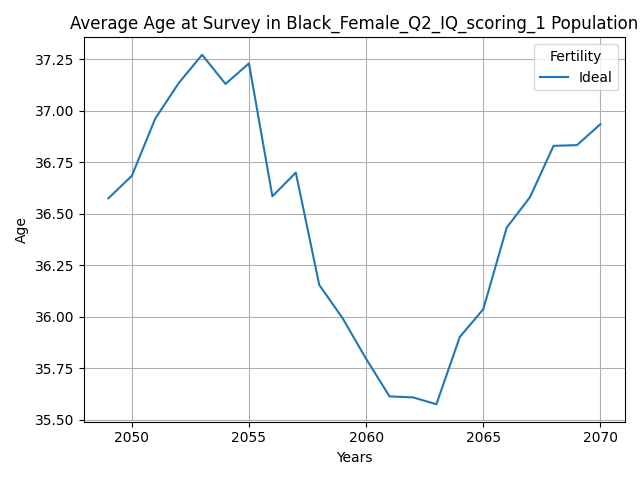 Average Age at Survey in Black_Female_Q2_IQ_scoring_1 Population
Fertility
Ideal
37.25
37.00
36.75
36.50
36.25
36.00
35.75
35.50
Age
2050 2055 2060 2065 2070
Years